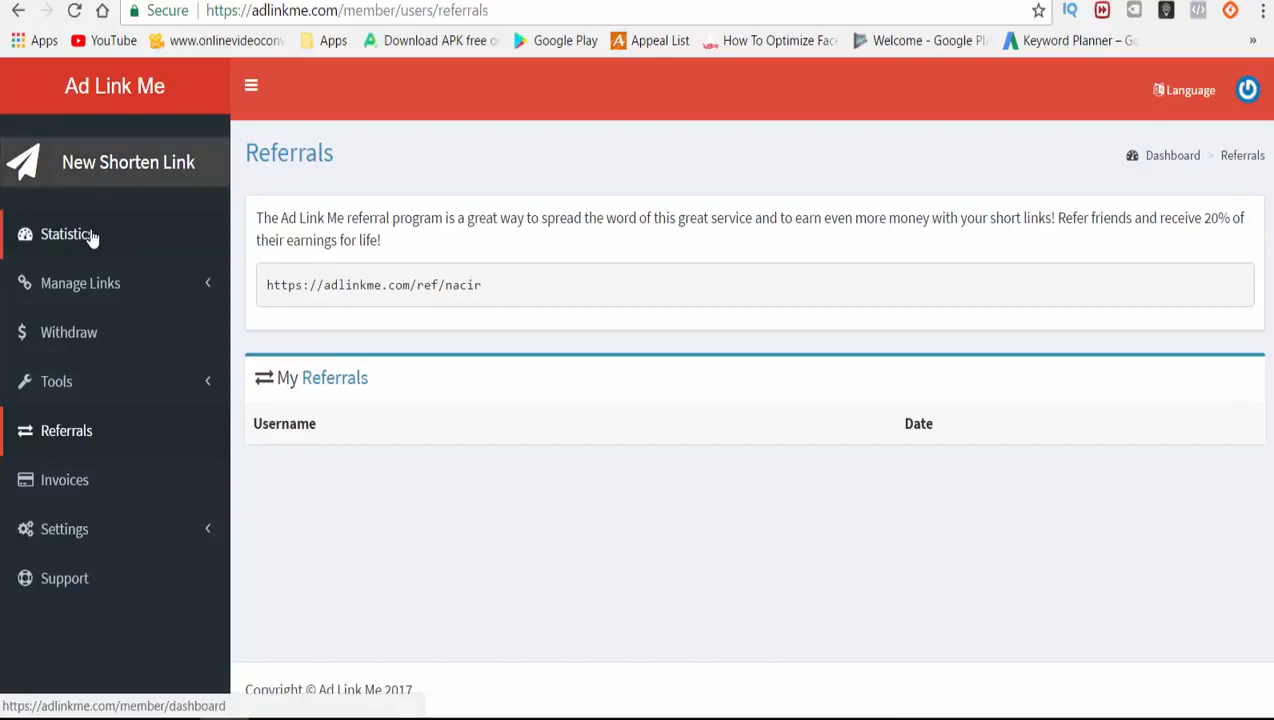 Secure https://adlinkme.com/member/users/referrals
Apps YouTube www.onlinevideoconv Apps Download APK free o Google Play Appeal List How To Optimize Fac Welcome - Google Pl Keyword Planner – Go »
Ad Link Me
Language
New Shorten Link
Referrals
Dashboard > Referrals
The Ad Link Me referral program is a great way to spread the word of this great service and to earn even more money with your short links! Refer friends and receive 20% of
their earnings for life!
https://adlinkme.com/ref/nacir
My Referrals
Username Date
Statistics
Manage Links
Withdraw
Tools
Referrals
Invoices
Settings
Support
Copyright © Ad Link Me 2017
https://adlinkme.com/member/dashboard